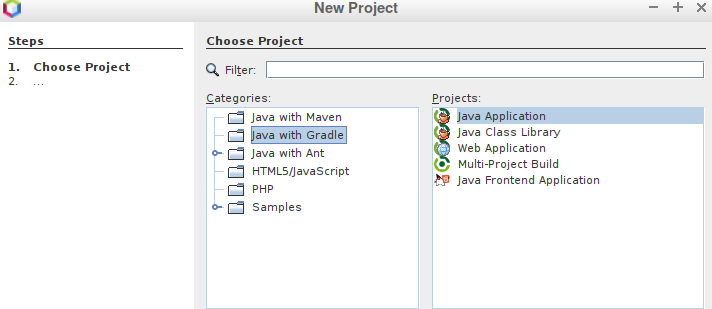 New Project
Steps
1. Choose Project
2. ...
Choose Project
Filter:
Categories:
Java with Maven
Java with Gradle
Java with Ant
HTML5/JavaScript
PHP
Samples
Projects:
Java Application
Java Class Library
Web Application
Multi-Project Build
Java Frontend Application